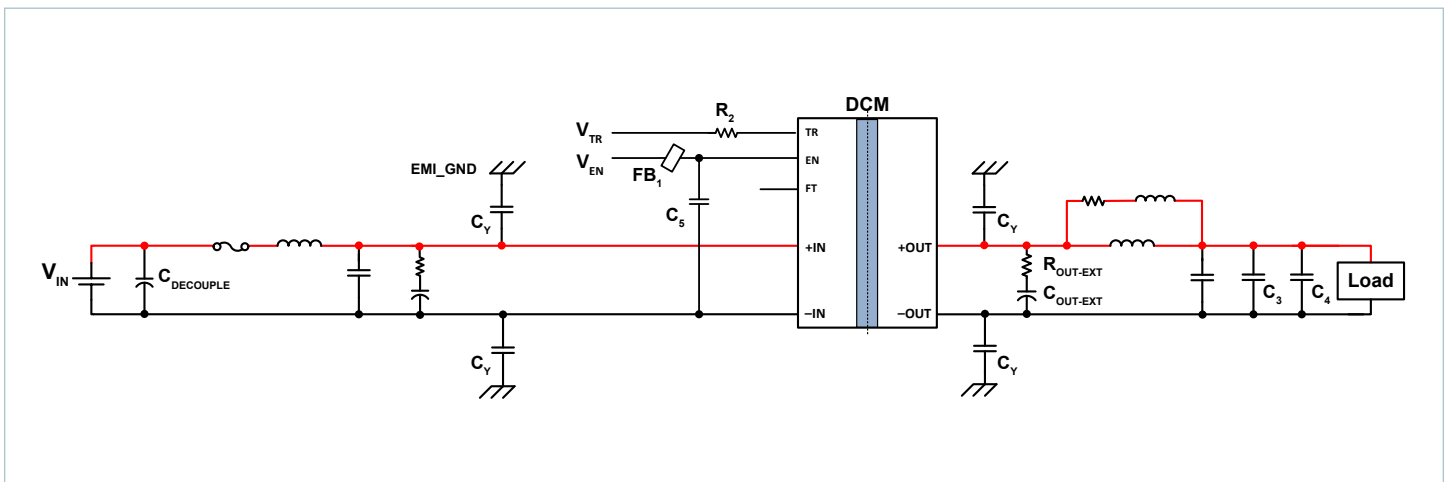 DCM
R2
VTR
TR
VEN
EN
FB1
FT
EMI_GND
CY
C5
CY
+IN
+OUT
VIN
CDECOUPLE
ROUT-EXT
COUT-EXT
C3
C4
Load
–IN
–OUT
CY
CY